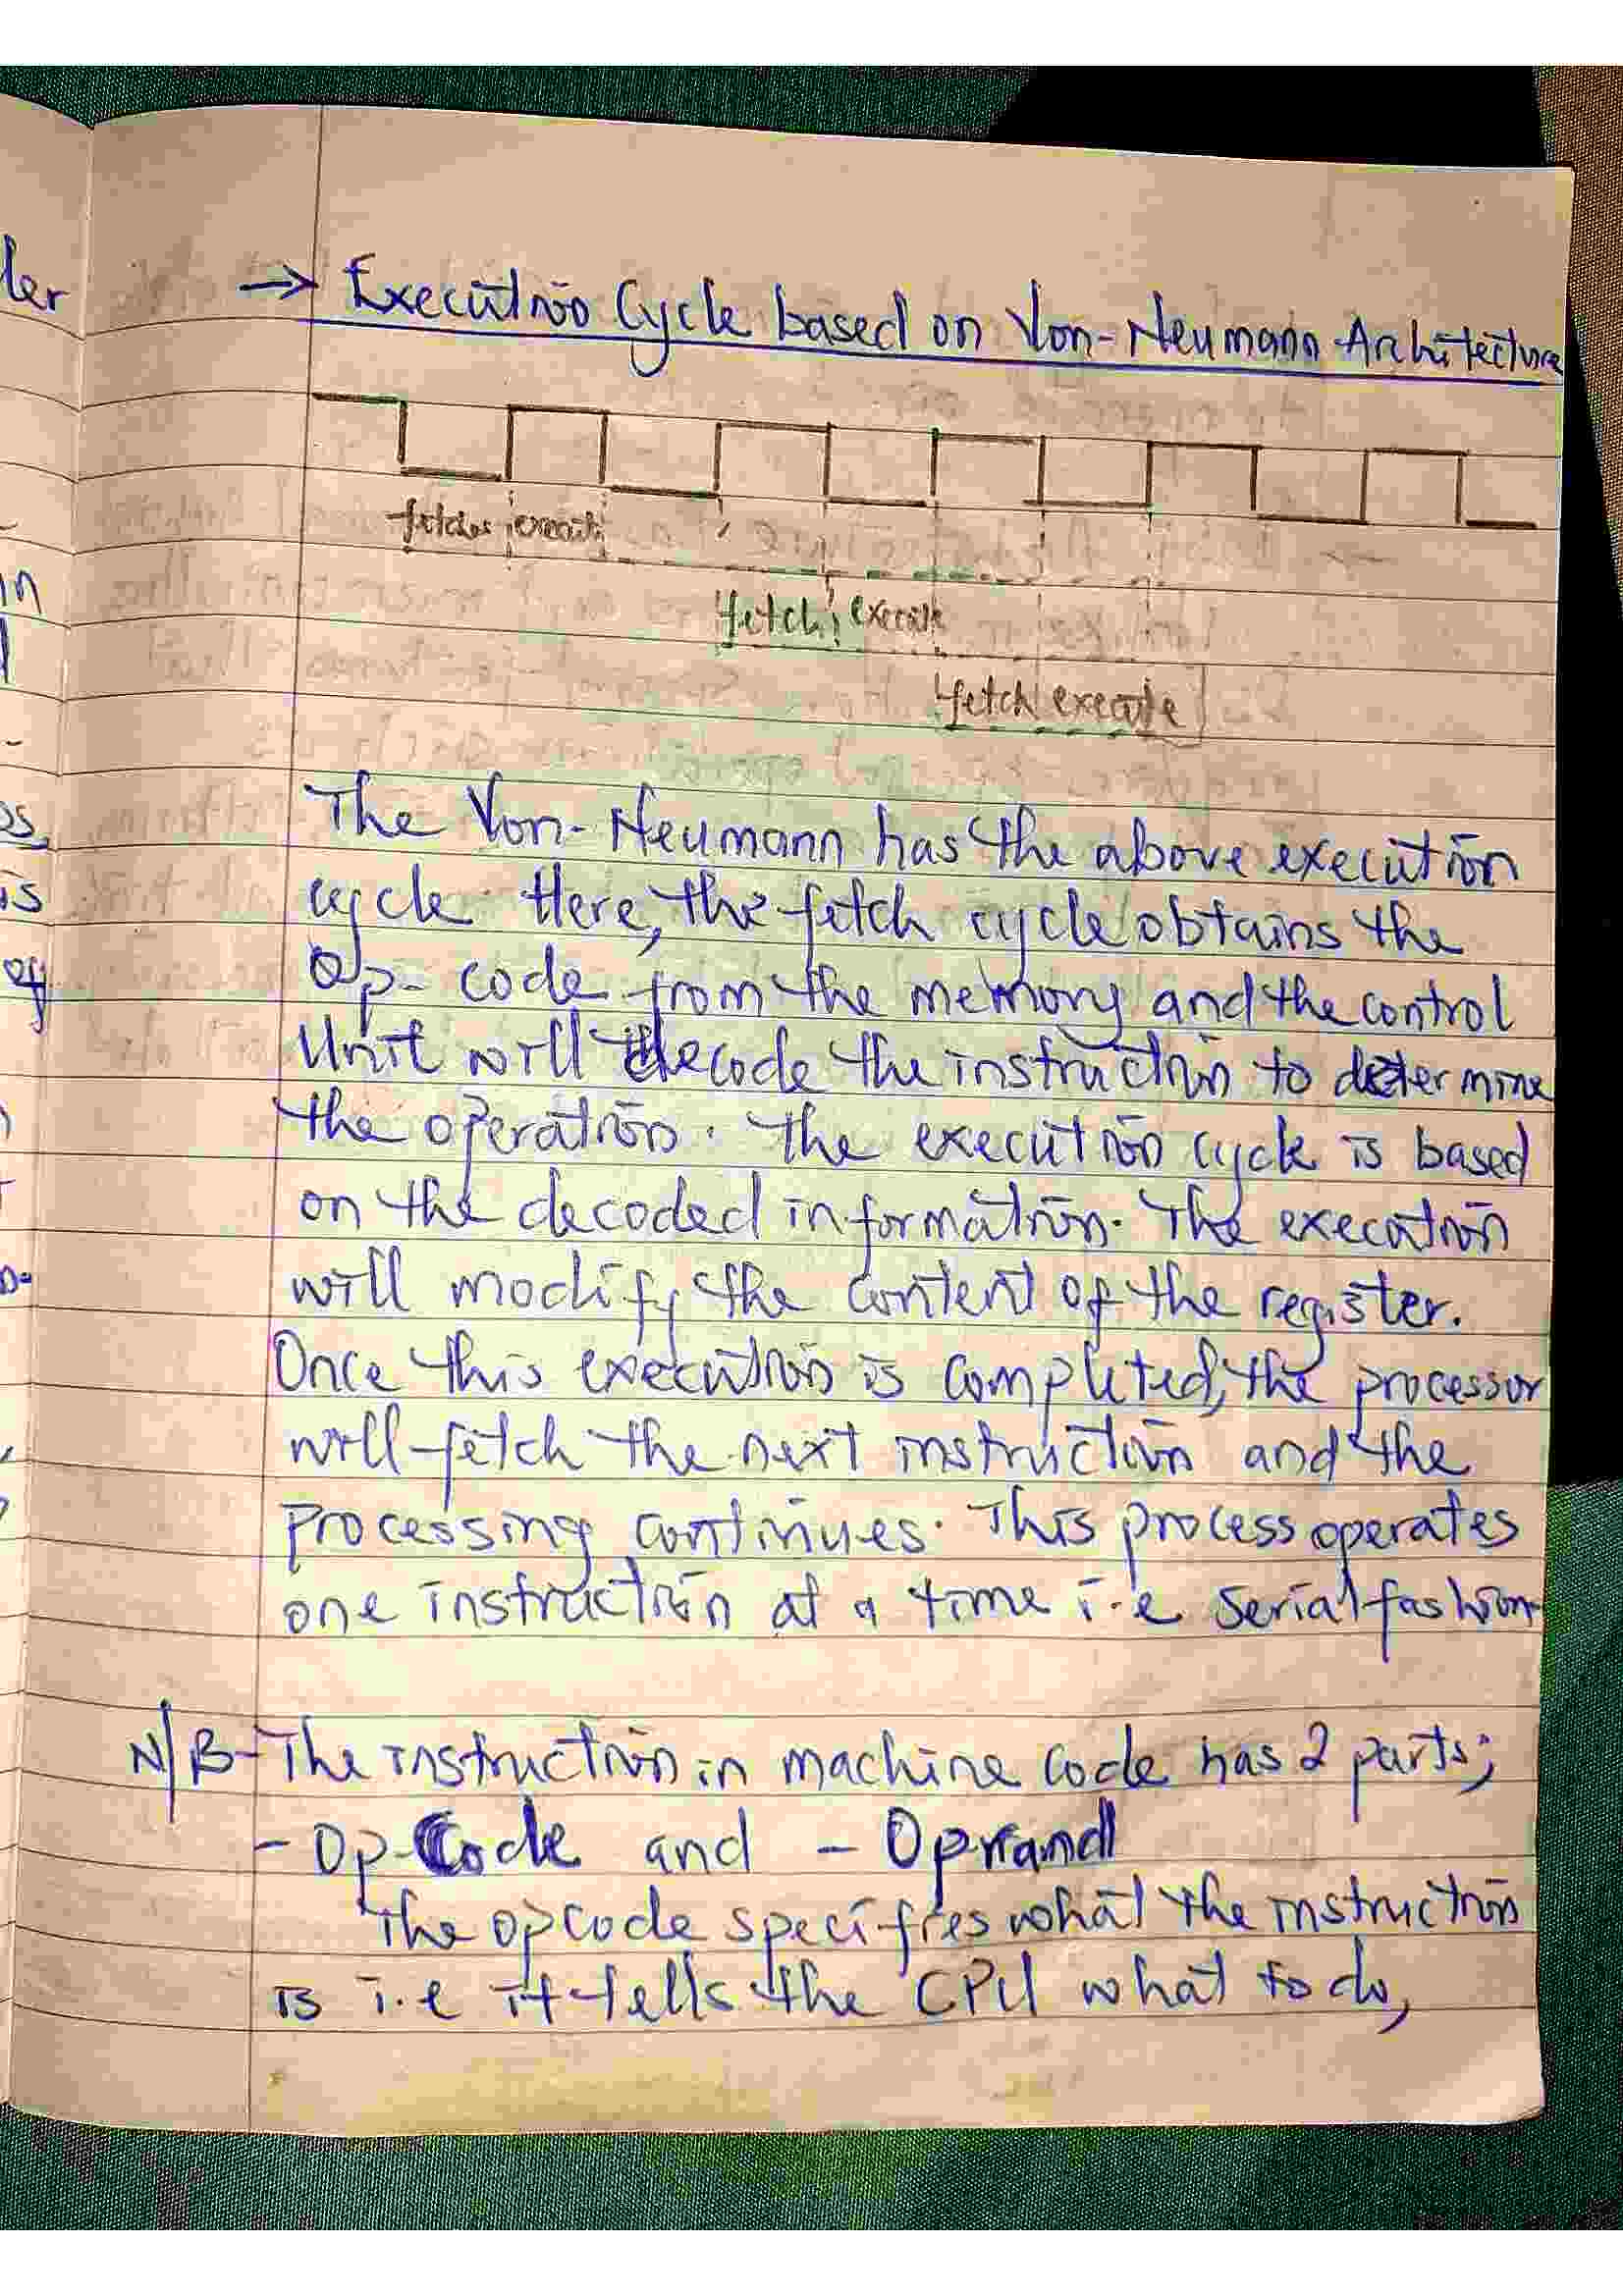 → Execution Cycle based on Von-Neumann Architecture
fetches execute
fetch execute
fetch execute
The Von-Neumann has the above execution
cycle. Here, the fetch cycle obtains the
Op-code from the memory and the control
Unit will decode the instruction to determine
the operation. The execution cycle is based
on the decoded information. The execution
will modify the content of the register.
Once this execution is completed, the processor
will fetch the next instruction and the
processing continues. This process operates
one instruction at a time i.e serial fashion.
N/B - The instruction in machine code has 2 parts;
- Op-Code and - Oprand
The opcode specifies what the instruction
is i.e it tells the CPU what to do,